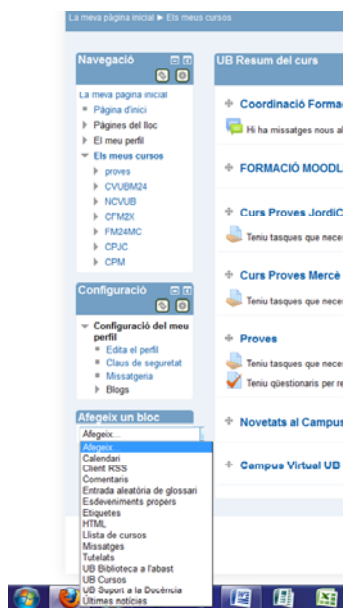 La meva pàgina inicial ► Els meus cursos
Navegació
La meva pàgina inicial
Pàgina d'inici
Pàgines del lloc
El meu perfil
Els meus cursos
proves
CVUBM24
NCVUB
CFM2X
FM24MC
CPJC
CPM
Configuració
Configuració del meu
perfil
Edita el perfil
Claus de seguretat
Missatgeria
Blogs
Afegeix un bloc
Afegeix...
Afegeix...
Calendari
Client RSS
Comentaris
Entrada aleatòria de glossari
Esdeveniments propers
Etiquetes
HTML
Llista de cursos
Missatges
Tutelats
UB Biblioteca a l'abast
UB Cursos
UB Suport a la Docència
Últimes notícies
UB Resum del curs
Coordinació Forma
Hi ha missatges nous al
FORMACIÓ MOODL
Curs Proves JordiC
Teniu tasques que nece
Curs Proves Mercè
Teniu tasques que nece
Proves
Teniu tasques que nece
Teniu qüestionaris per re
Novetats al Campus
Campus Virtual UB